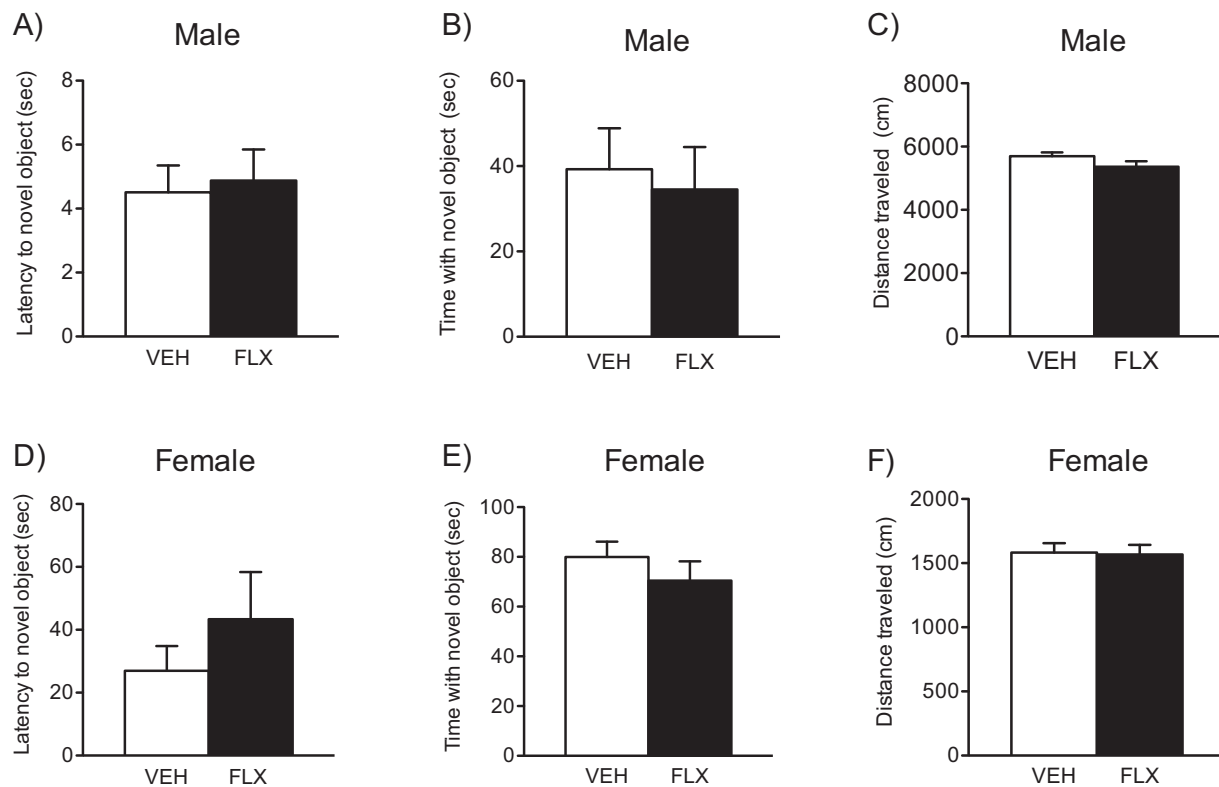 A)
Male
Latency to novel object (sec)
8
6
4
2
0
VEH FLX
B)
Male
Time with novel object (sec)
60
40
20
0
VEH FLX
C)
Male
Distance traveled (cm)
8000
6000
4000
2000
0
VEH FLX
D)
Female
Latency to novel object (sec)
80
60
40
20
0
VEH FLX
E)
Female
Time with novel object (sec)
100
80
60
40
20
0
VEH FLX
F)
Female
Distance traveled (cm)
2000
1500
1000
500
0
VEH FLX